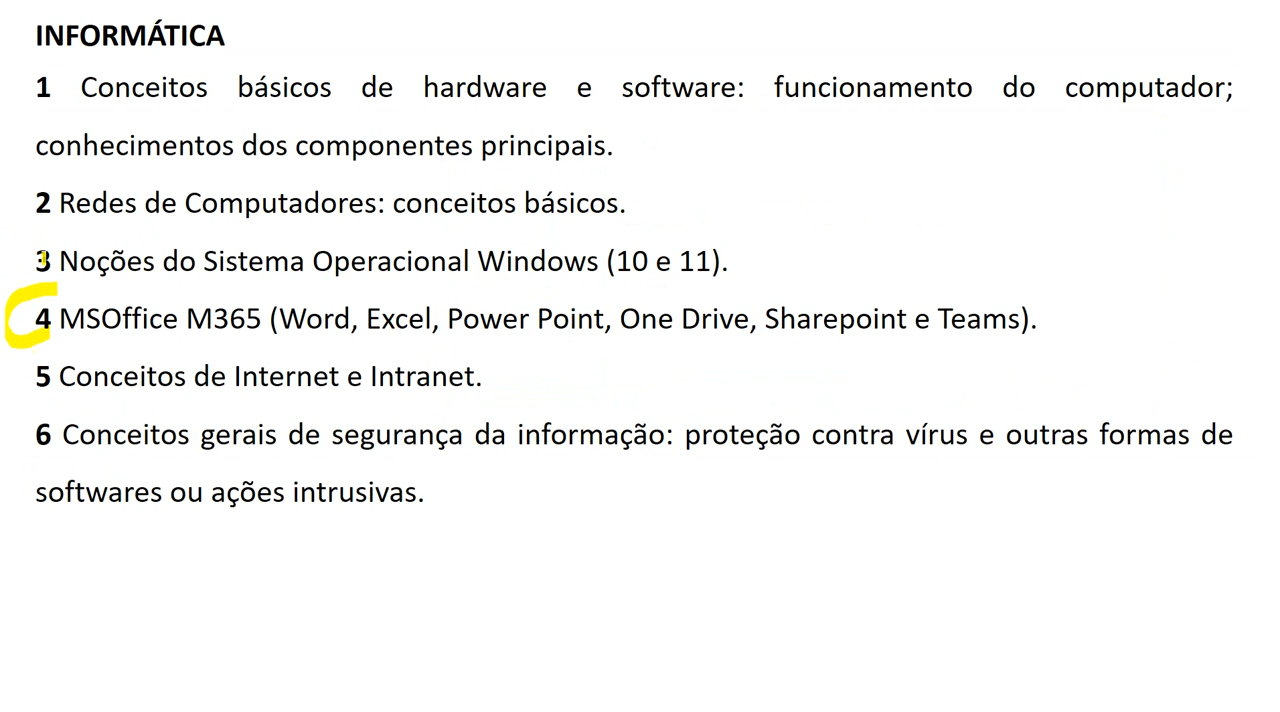 INFORMÁTICA
1 Conceitos básicos de hardware e software: funcionamento do computador;
conhecimentos dos componentes principais.
2 Redes de Computadores: conceitos básicos.
3 Noções do Sistema Operacional Windows (10 e 11).
4 MSOffice M365 (Word, Excel, Power Point, One Drive, Sharepoint e Teams).
5 Conceitos de Internet e Intranet.
6 Conceitos gerais de segurança da informação: proteção contra vírus e outras formas de
softwares ou ações intrusivas.